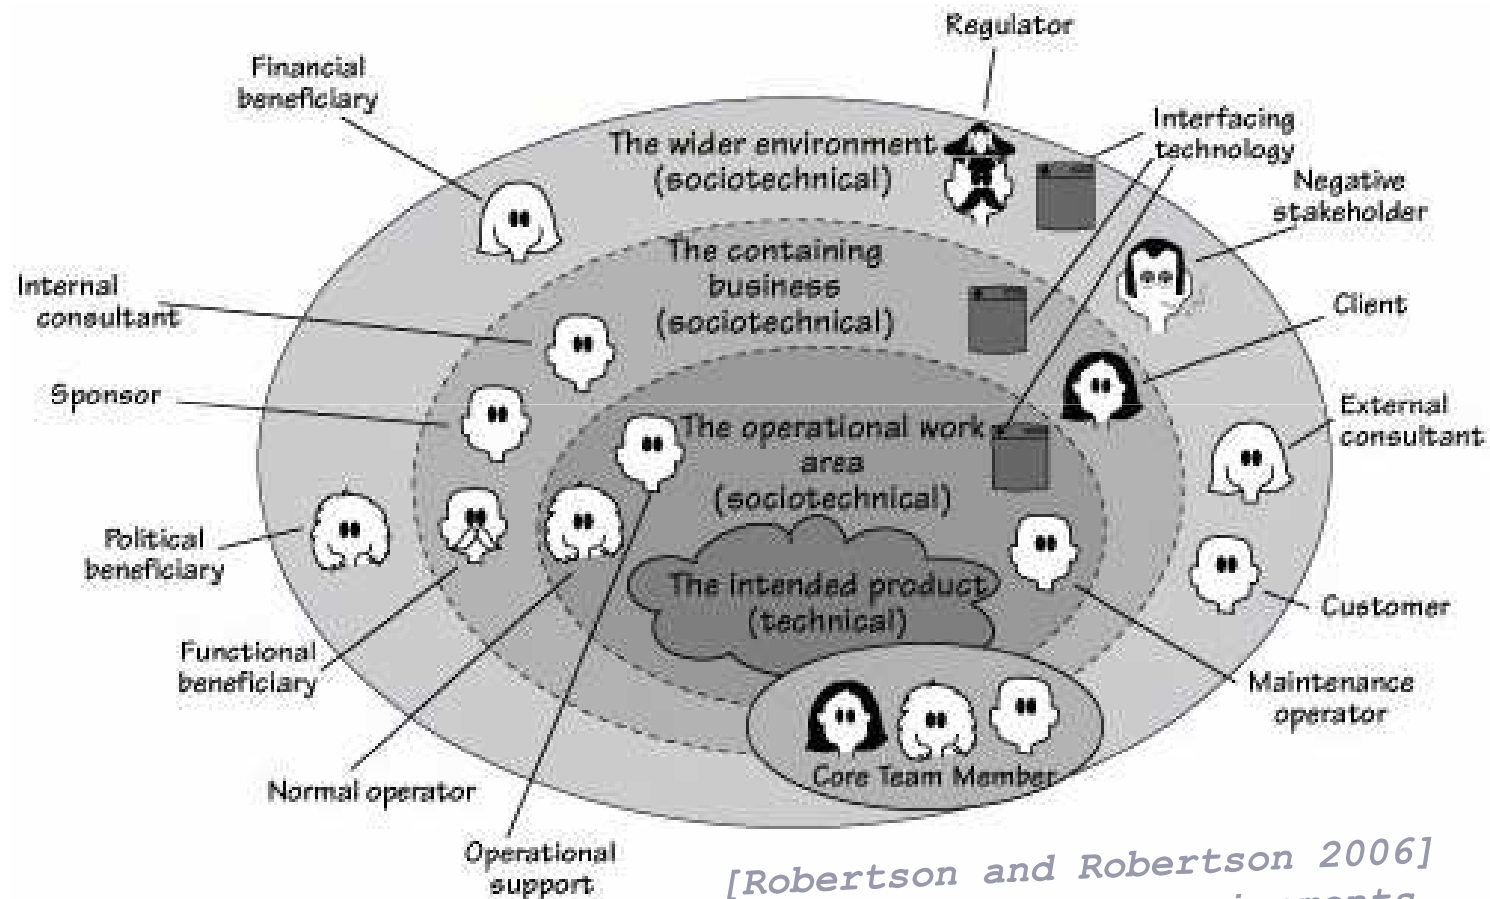 Regulator
Financial
beneficiary
Interfacing
technology
The wider environment
(sociotechnical)
Negative
stakeholder
The containing
business
(sociotechnical)
Internal
consultant
Client
Sponsor
External
consultant
The operational work
area
(sociotechnical)
Political
beneficiary
The intended product
(technical)
Customer
Functional
beneficiary
Maintenance
operator
Core Team Member
Normal operator
Operational
support
[Robertson and Robertson 2006]